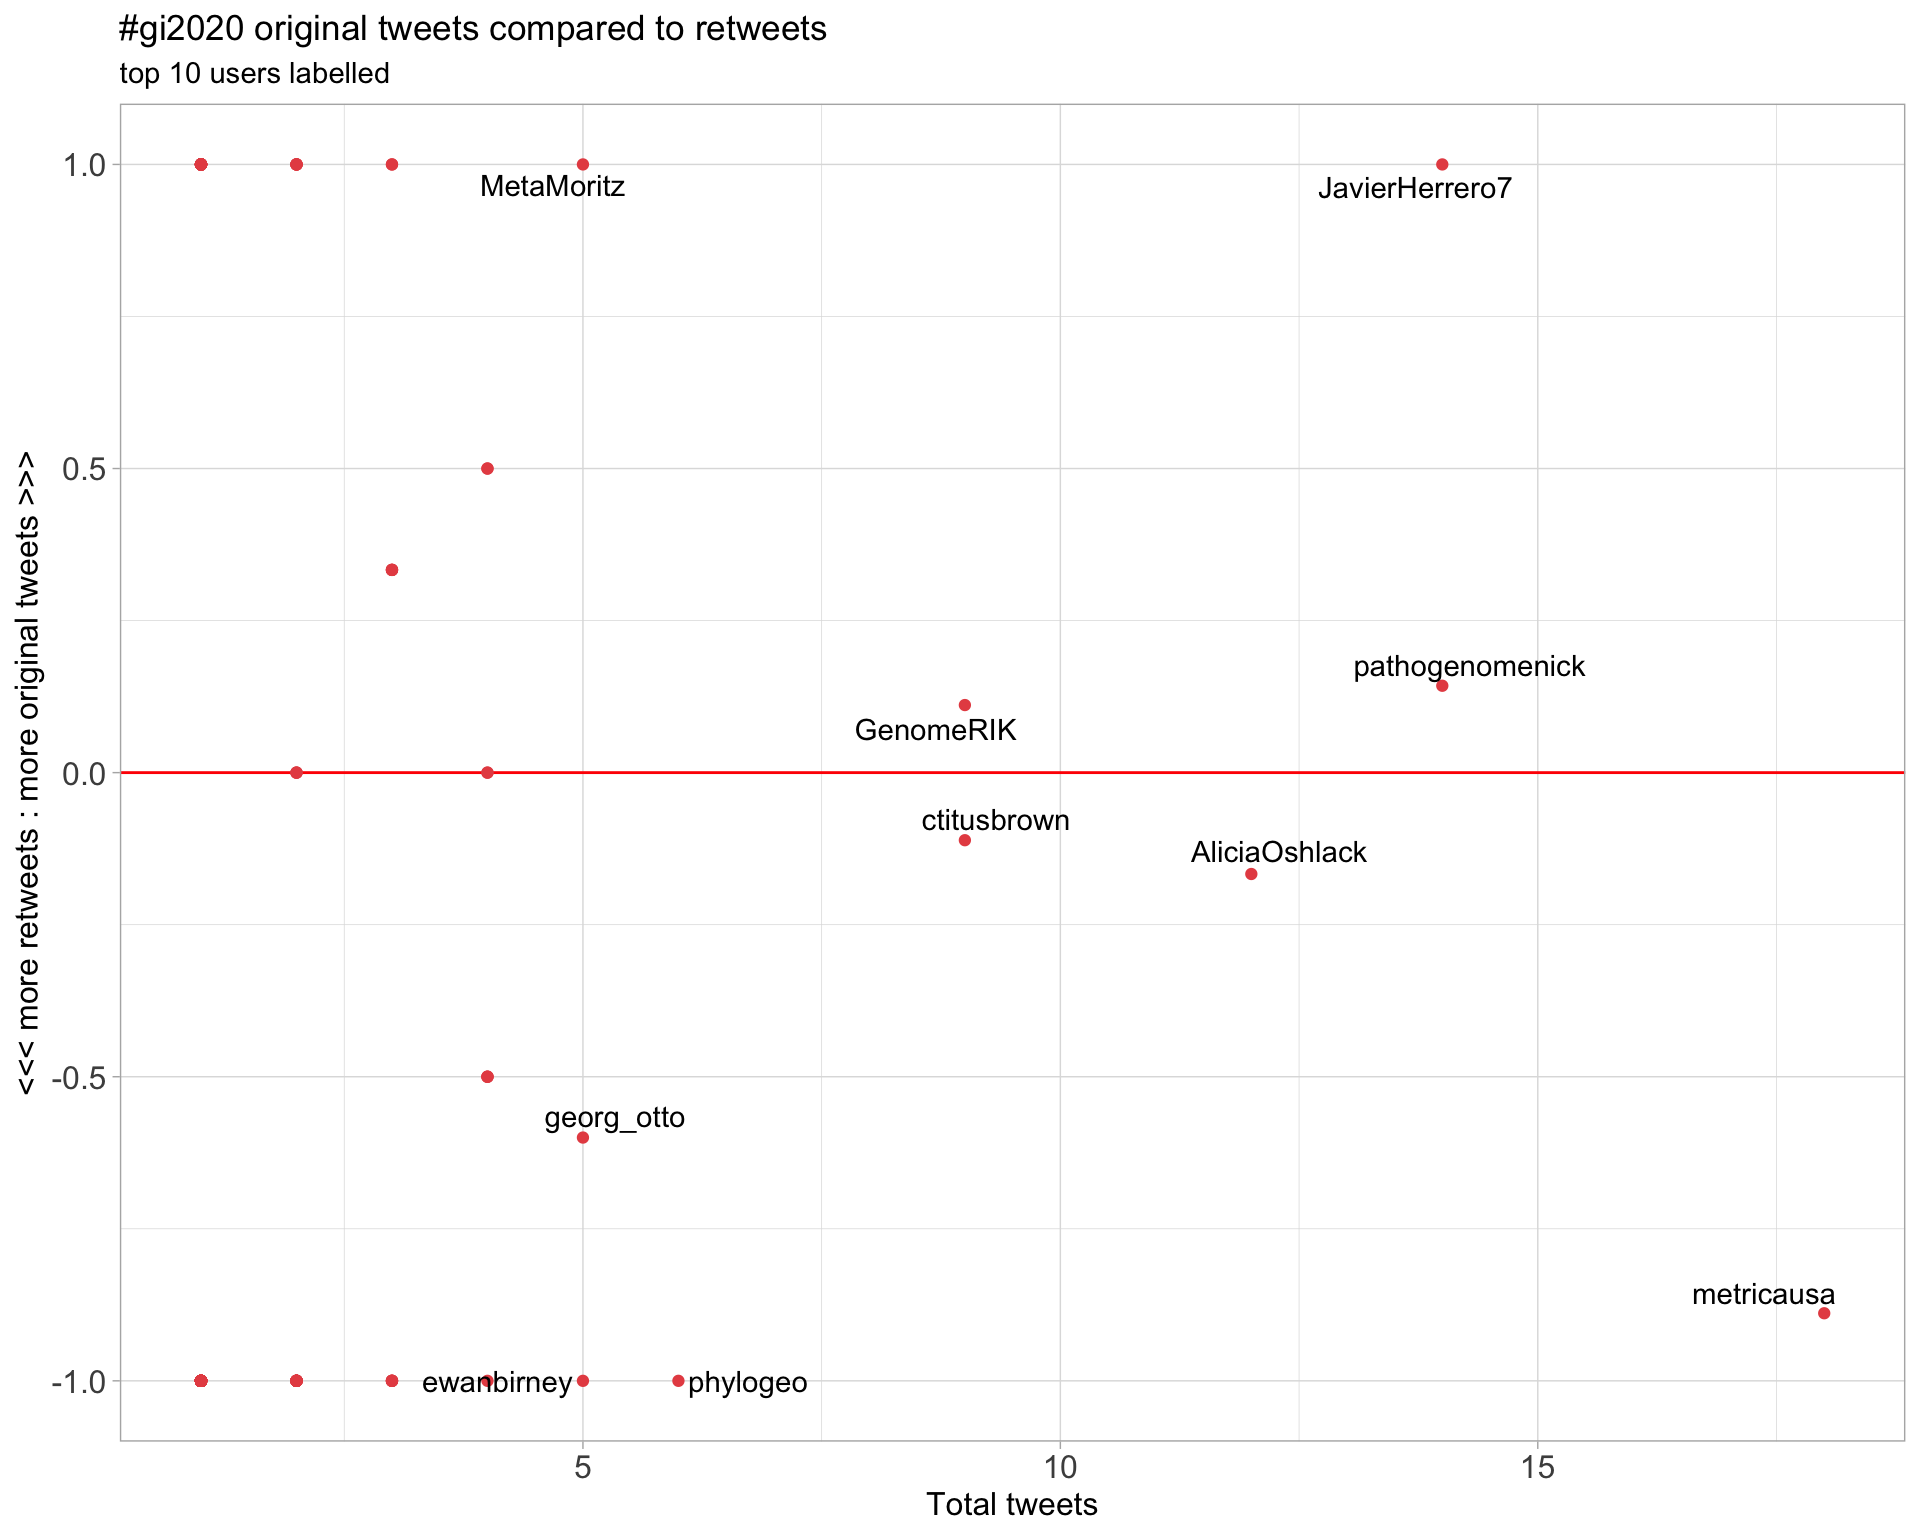 #gi2020 original tweets compared to retweets
top 10 users labelled
<<< more retweets : more original tweets >>>
1.0
0.5
0.0
-0.5
-1.0
MetaMoritz
JavierHerrero7
pathogenomenick
GenomeRIK
ctitusbrown
AliciaOshlack
georg_otto
metricausa
ewanbirney
phylogeo
5
10
15
Total tweets